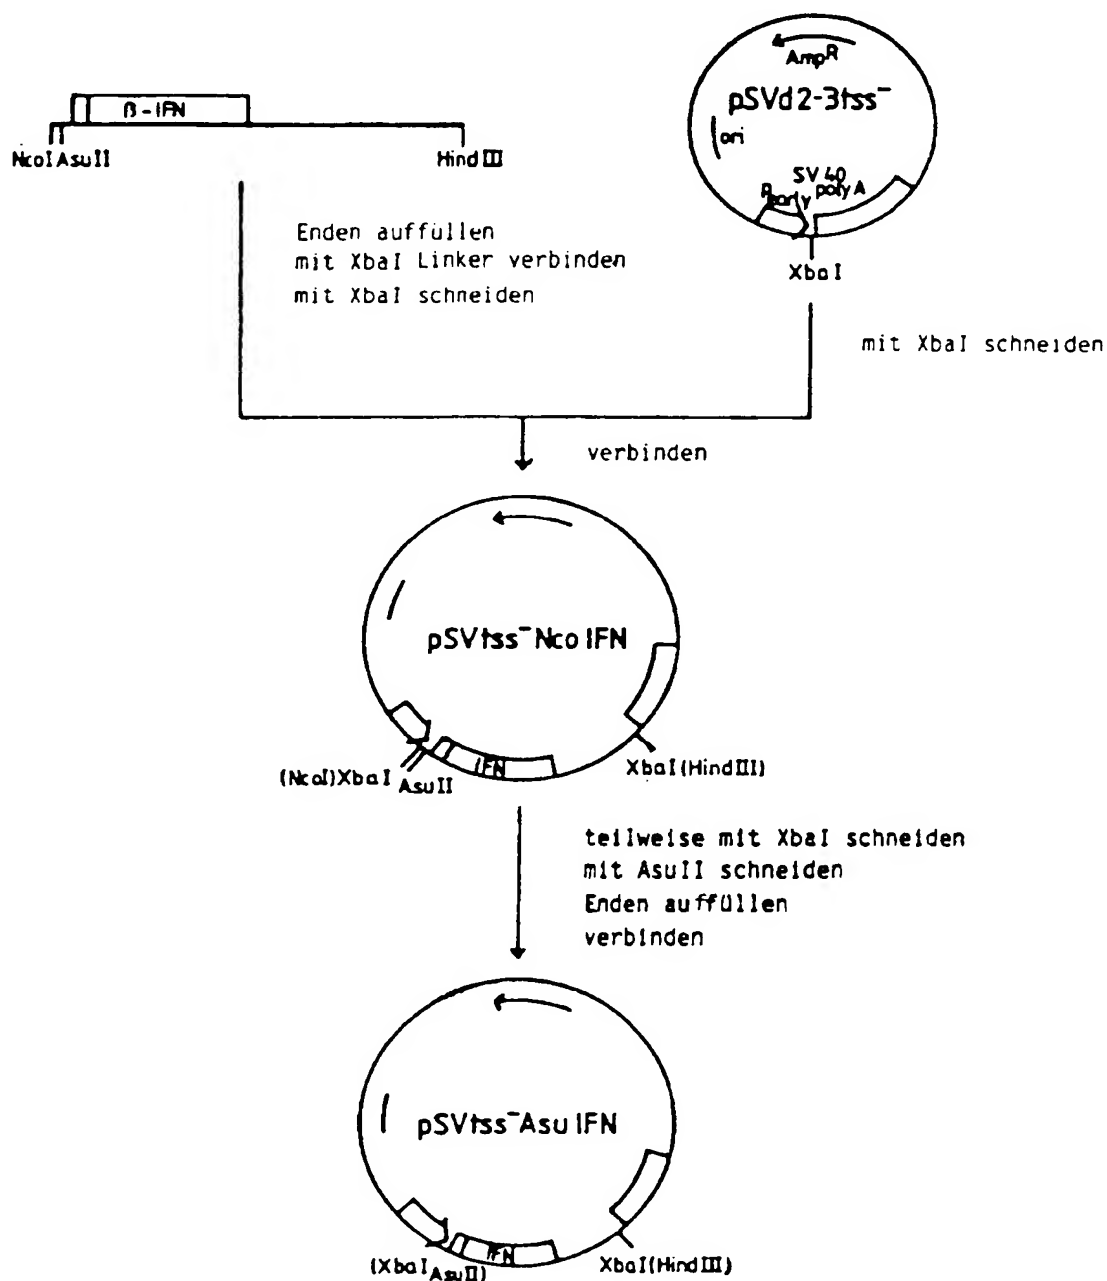 β-IFN
NcoI AsuII
HindIII
AmpR
pSVd2-3tss⁻
ori
SV40
Pearly polyA
XbaI
Enden auffüllen
mit XbaI Linker verbinden
mit XbaI schneiden
mit XbaI schneiden
verbinden
pSVtss⁻NcoIFN
(NcoI)XbaI
AsuII
IFN
XbaI(HindIII)
teilweise mit XbaI schneiden
mit AsuII schneiden
Enden auffüllen
verbinden
pSVtss⁻AsuIFN
(XbaI
AsuII)
IFN
XbaI(HindIII)